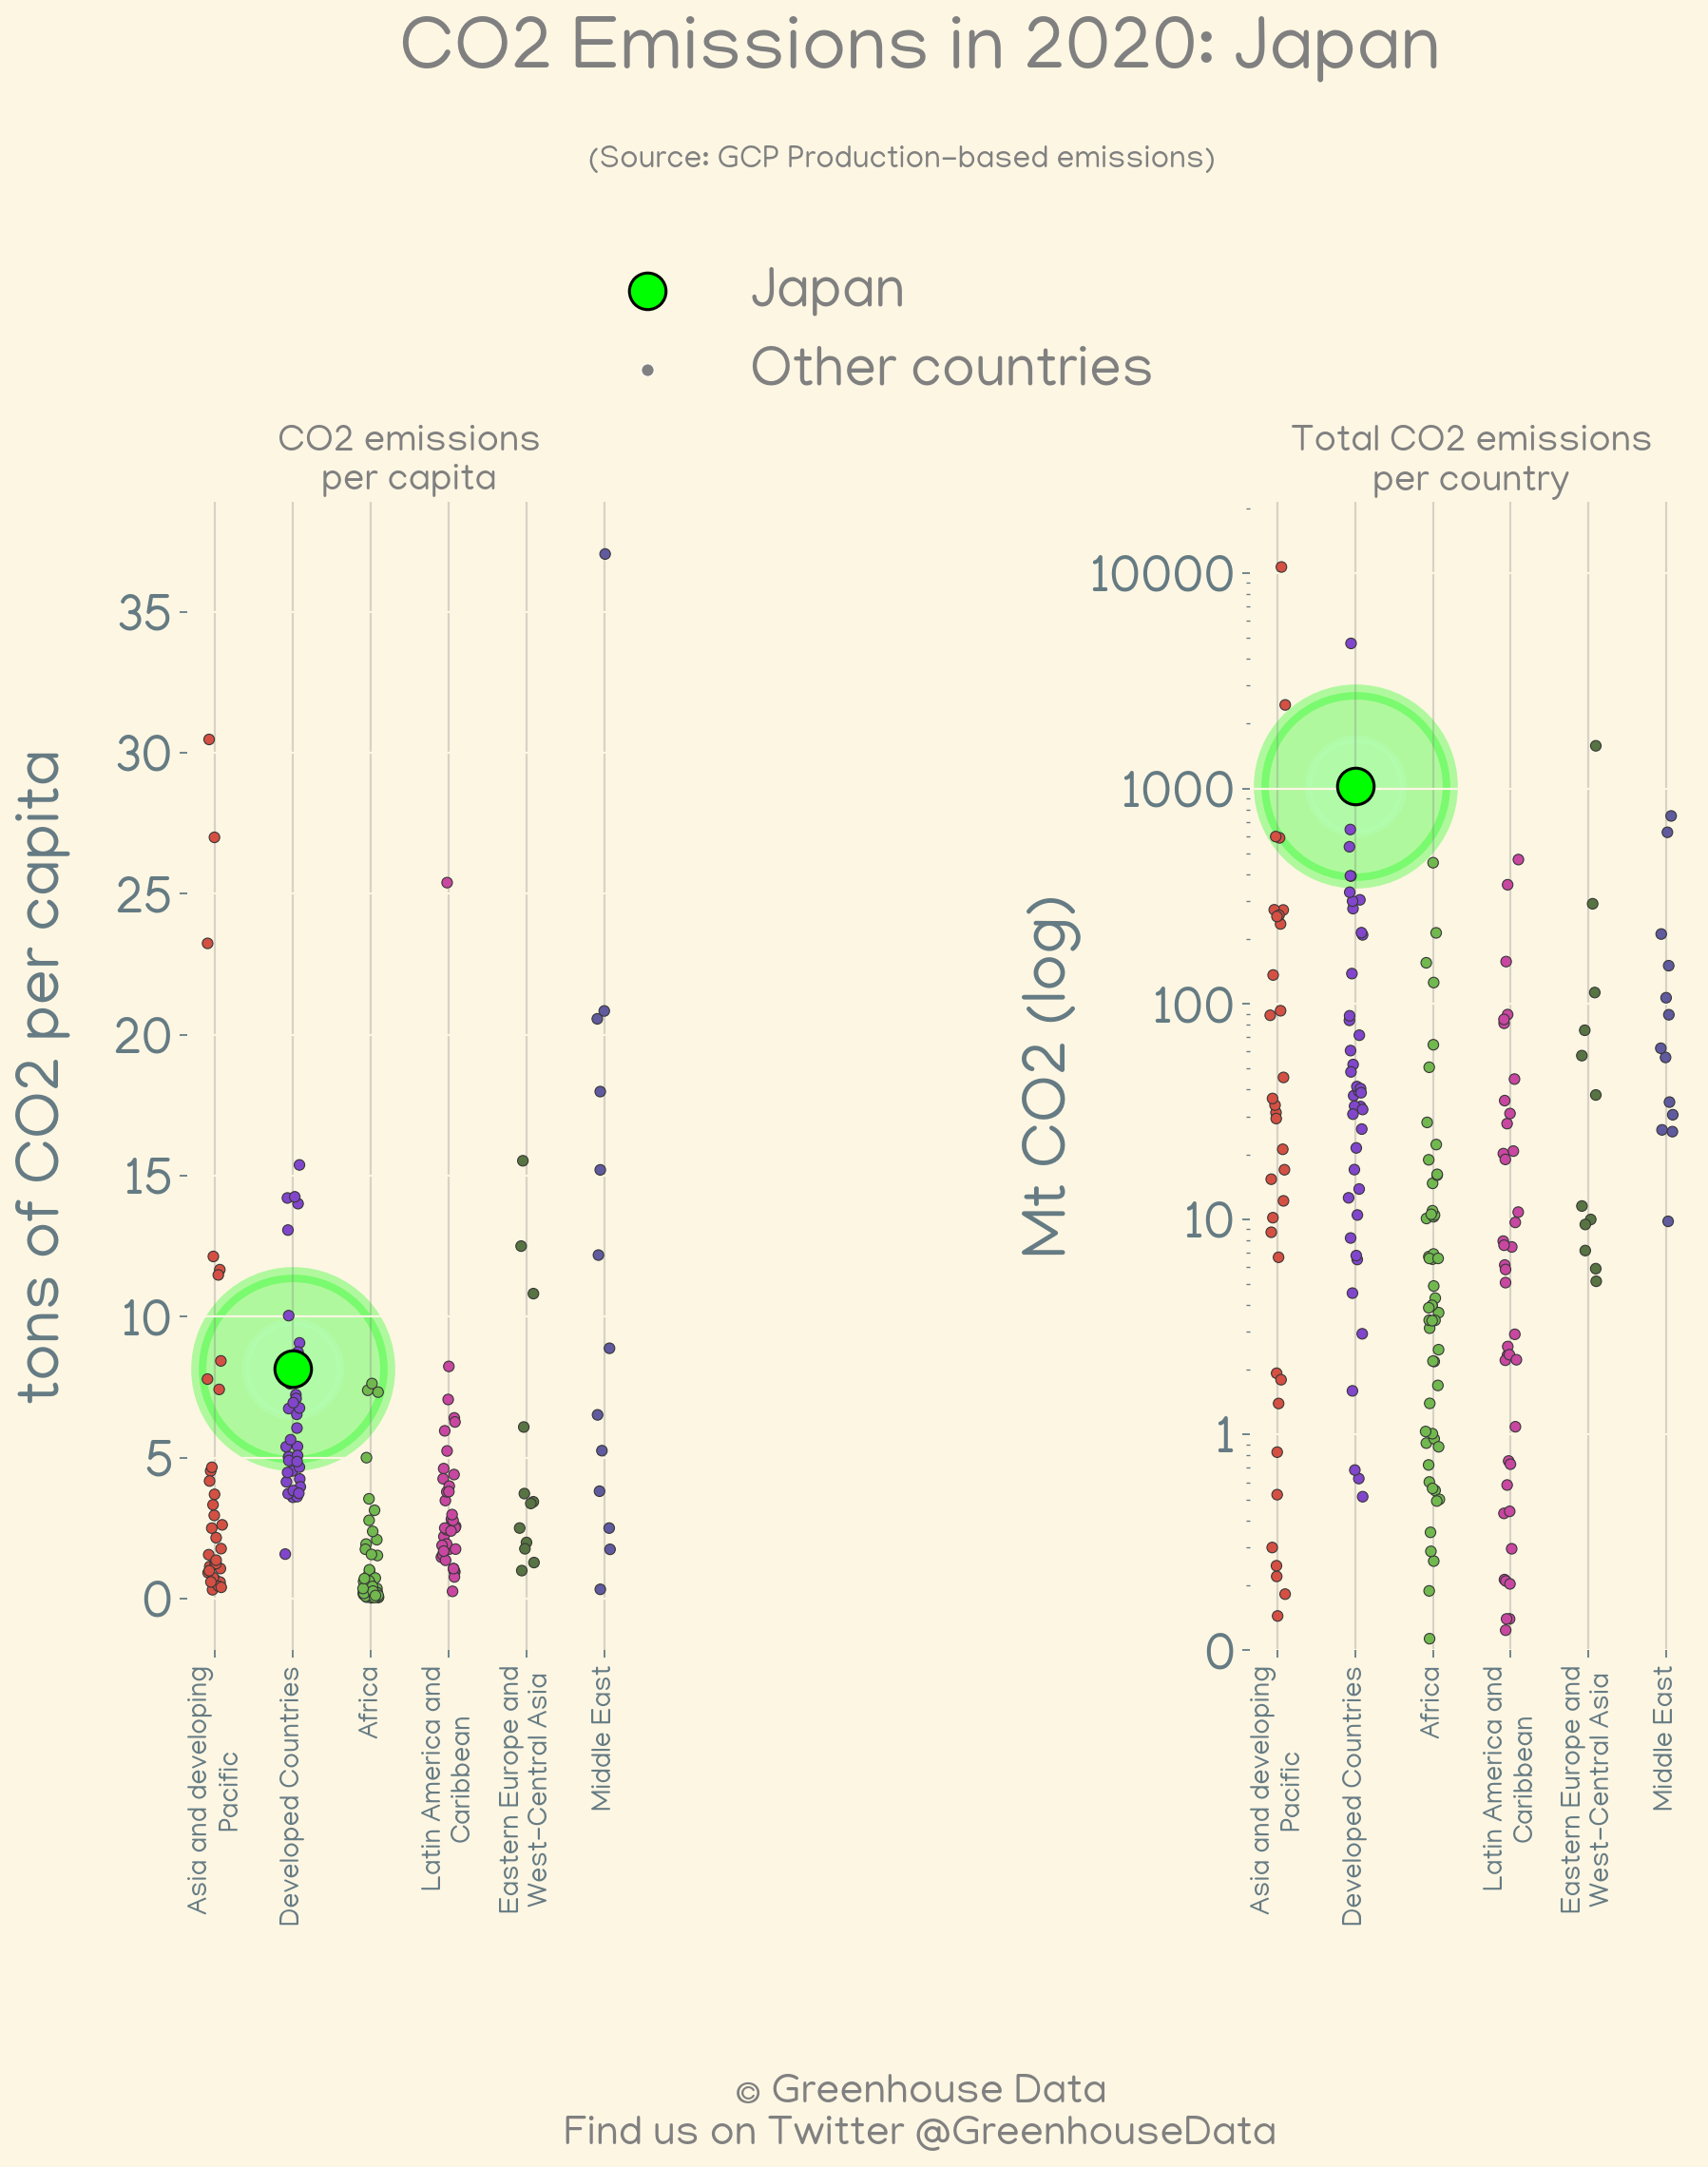 CO2 Emissions in 2020: Japan
(Source: GCP Production-based emissions)
Japan
Other countries
CO2 emissions
per capita
tons of CO2 per capita
35
30
25
20
15
10
5
0
Asia and developing
Pacific
Developed Countries
Africa
Latin America and
Caribbean
Eastern Europe and
West-Central Asia
Middle East
Total CO2 emissions
per country
Mt CO2 (log)
10000
1000
100
10
1
0
Asia and developing
Pacific
Developed Countries
Africa
Latin America and
Caribbean
Eastern Europe and
West-Central Asia
Middle East
© Greenhouse Data
Find us on Twitter @GreenhouseData